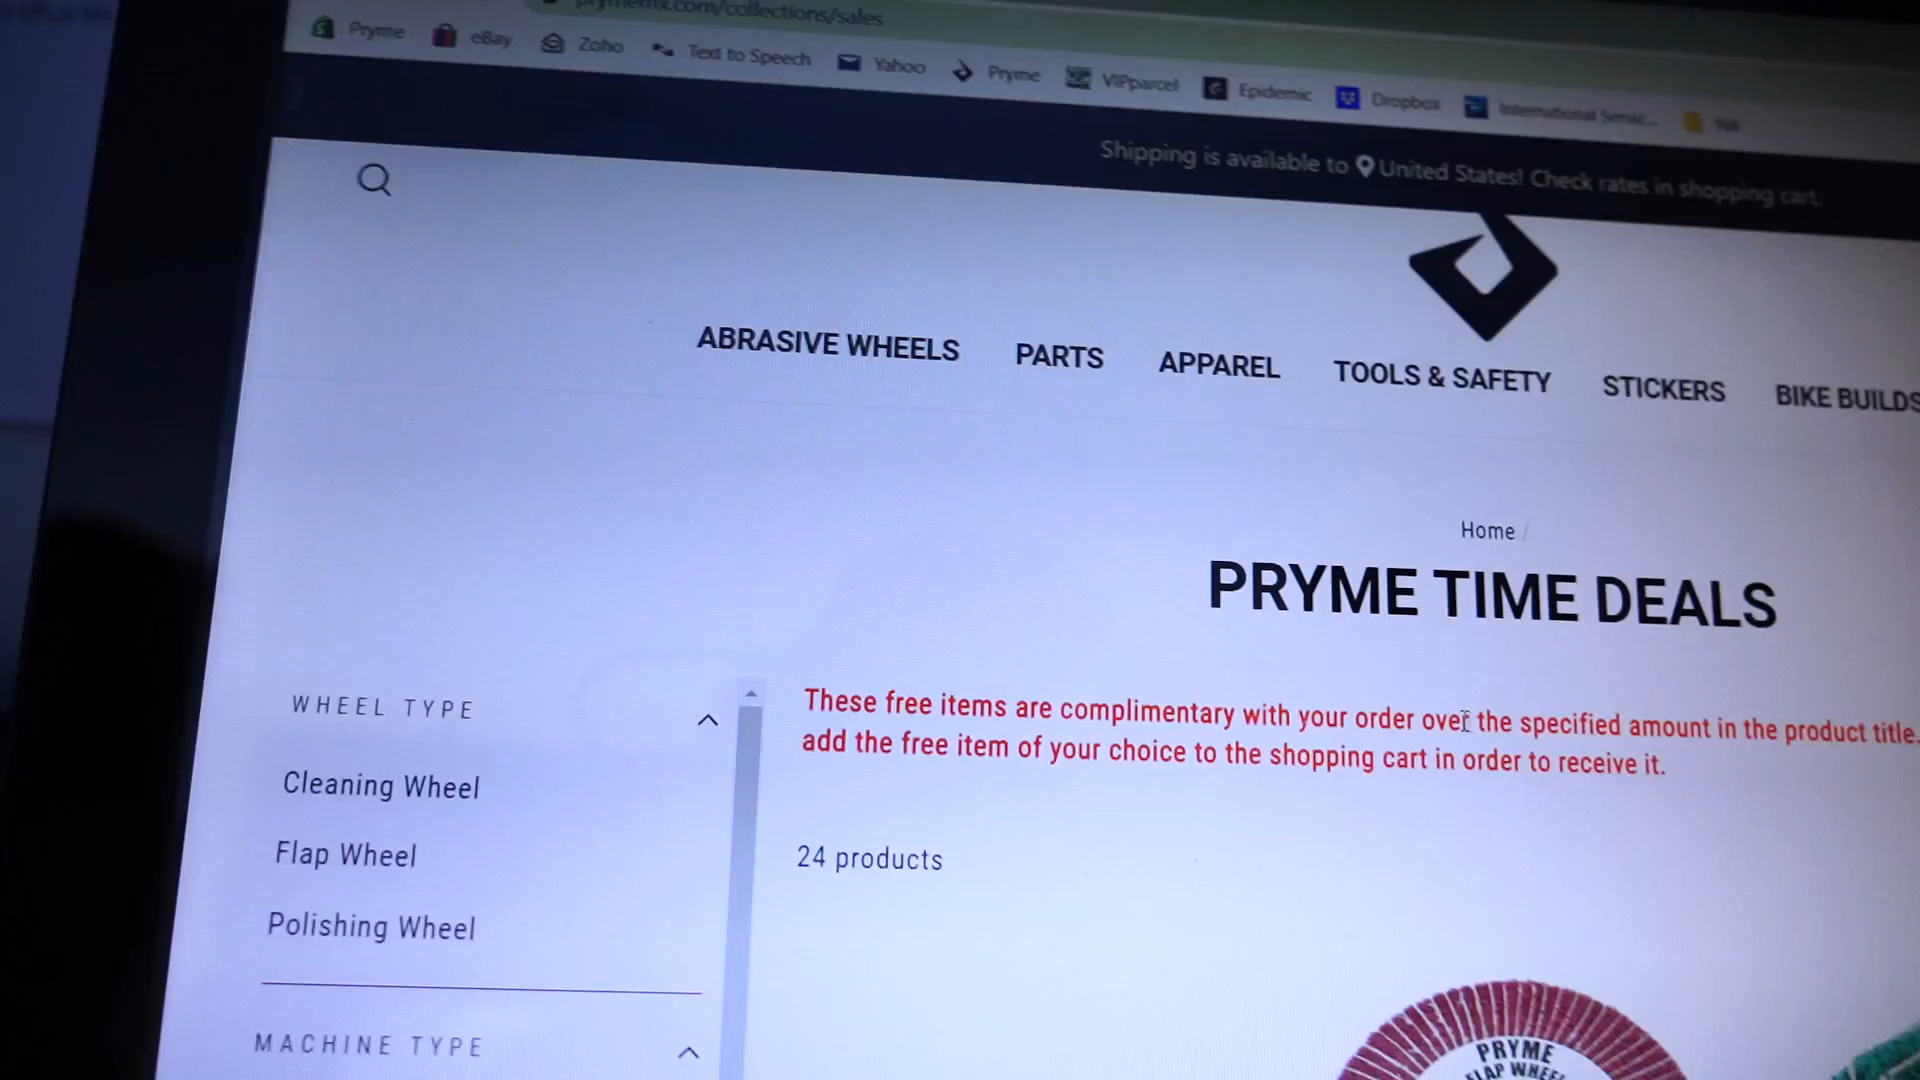 prymemx.com/collections/sales
Pryme eBay Zoho Text to Speech Yahoo Pryme VIPparcel Epidemic Dropbox International Servic...
Shipping is available to United States! Check rates in shopping cart.
ABRASIVE WHEELS PARTS APPAREL TOOLS & SAFETY STICKERS BIKE BUILDS
Home /
PRYME TIME DEALS
These free items are complimentary with your order over the specified amount in the product title.
add the free item of your choice to the shopping cart in order to receive it.
WHEEL TYPE
Cleaning Wheel
Flap Wheel
Polishing Wheel
24 products
MACHINE TYPE
PRYME
FLAP WHEEL